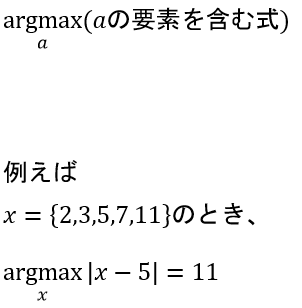 argmax(aの要素を含む式)
a
例えば
x = {2,3,5,7,11}のとき、
argmax|x − 5| = 11
x